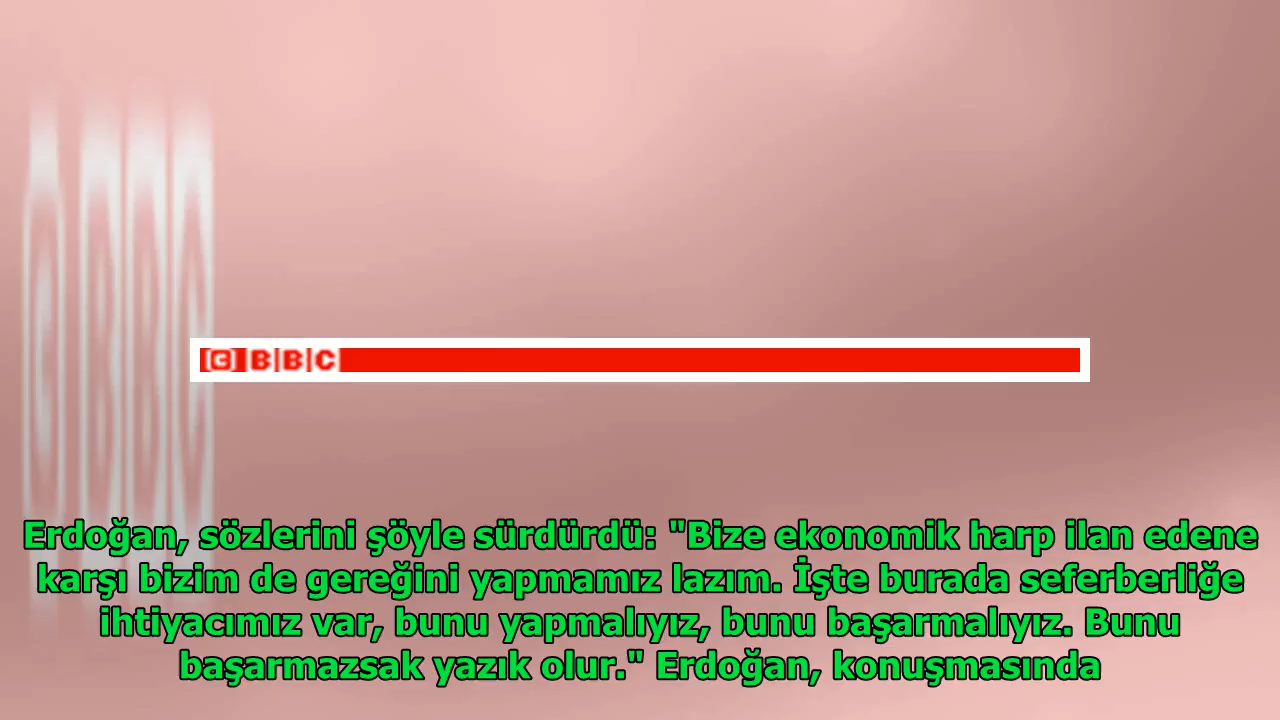 BBC
Erdoğan, sözlerini şöyle sürdürdü: "Bize ekonomik harp ilan edene
karşı bizim de gereğini yapmamız lazım. İşte burada seferberliğe
ihtiyacımız var, bunu yapmalıyız, bunu başarmalıyız. Bunu
başarmazsak yazık olur." Erdoğan, konuşmasında